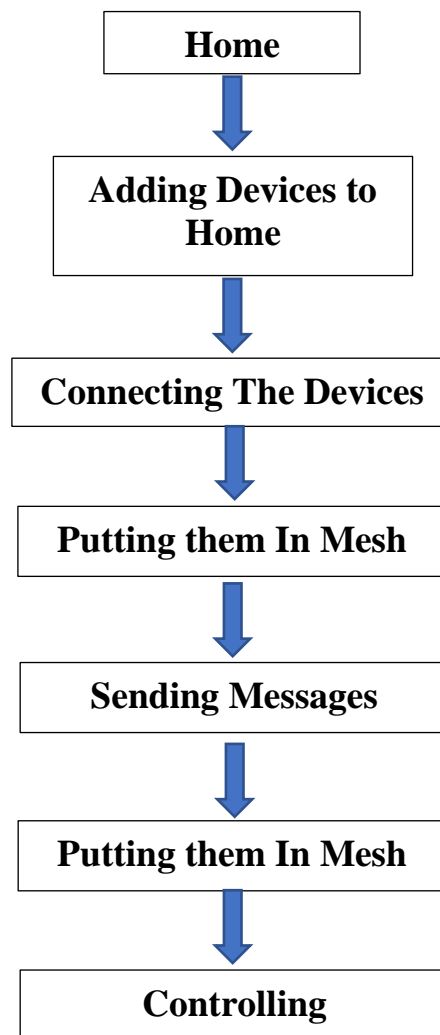 Home
Adding Devices to
Home
Connecting The Devices
Putting them In Mesh
Sending Messages
Putting them In Mesh
Controlling